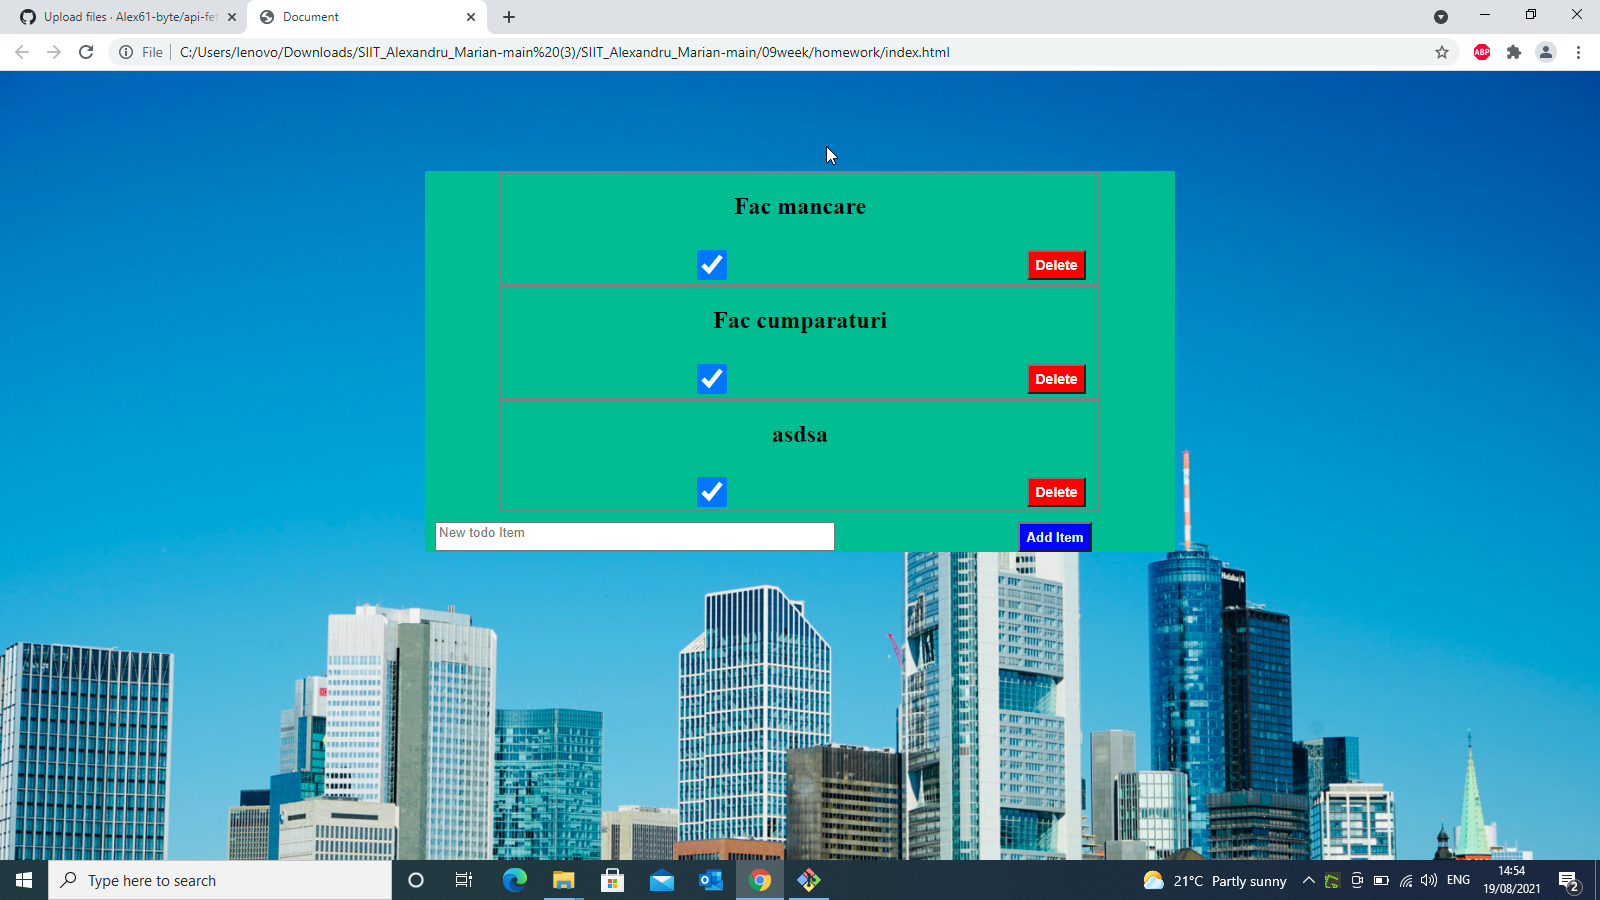 Upload files · Alex61-byte/api-fet
Document
File
C:/Users/lenovo/Downloads/SIIT_Alexandru_Marian-main%20(3)/SIIT_Alexandru_Marian-main/09week/homework/index.html
ABP
Fac mancare
Delete
Fac cumparaturi
Delete
asdsa
Delete
New todo Item
Add Item
Helaba
Type here to search
21°C Partly sunny
ENG
14:54
19/08/2021
2